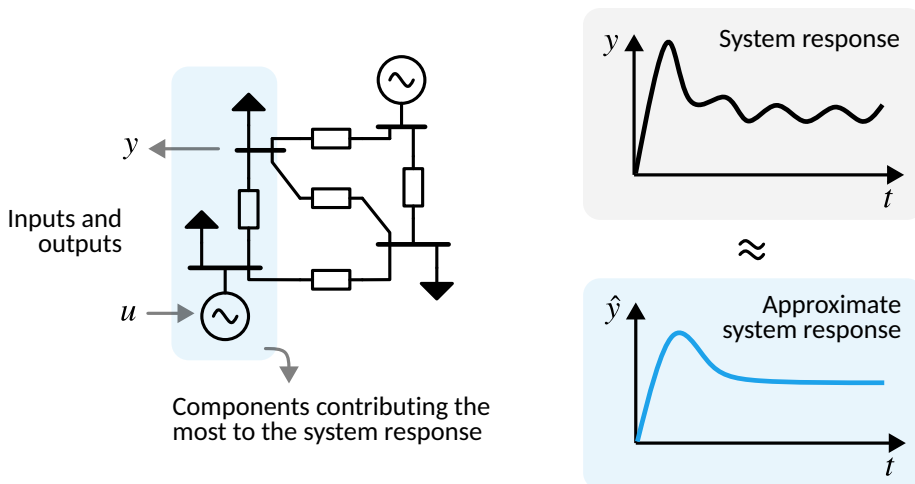 y
Inputs and
outputs
u
Components contributing the
most to the system response
y
System response
t
≈
ŷ
Approximate
system response
t